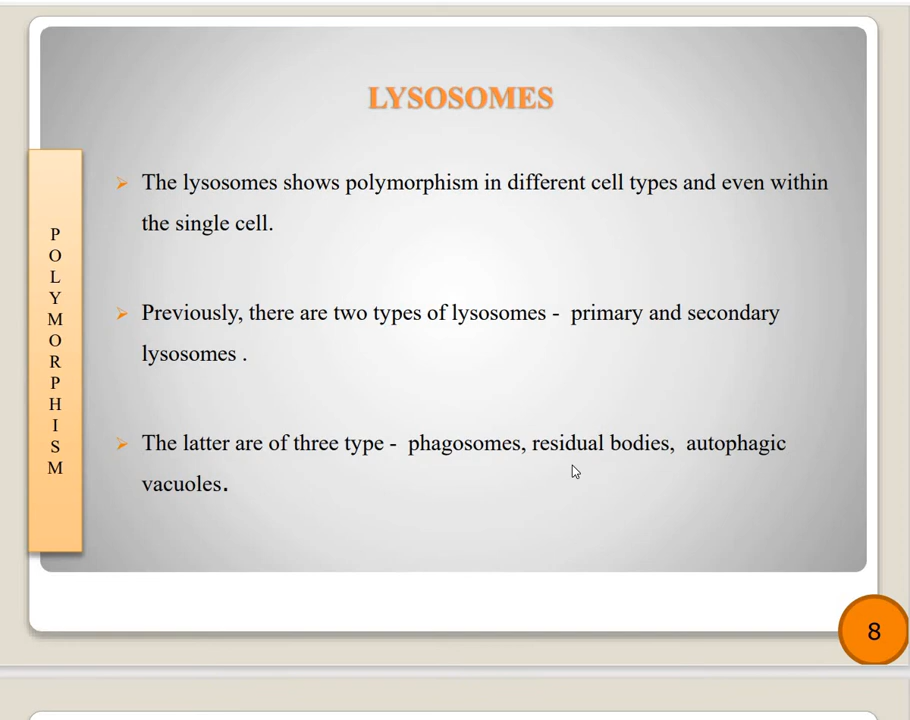 LYSOSOMES
POLYMORPHISM
➢ The lysosomes shows polymorphism in different cell types and even within
the single cell.
➢ Previously, there are two types of lysosomes - primary and secondary
lysosomes .
➢ The latter are of three type - phagosomes, residual bodies, autophagic
vacuoles.
8